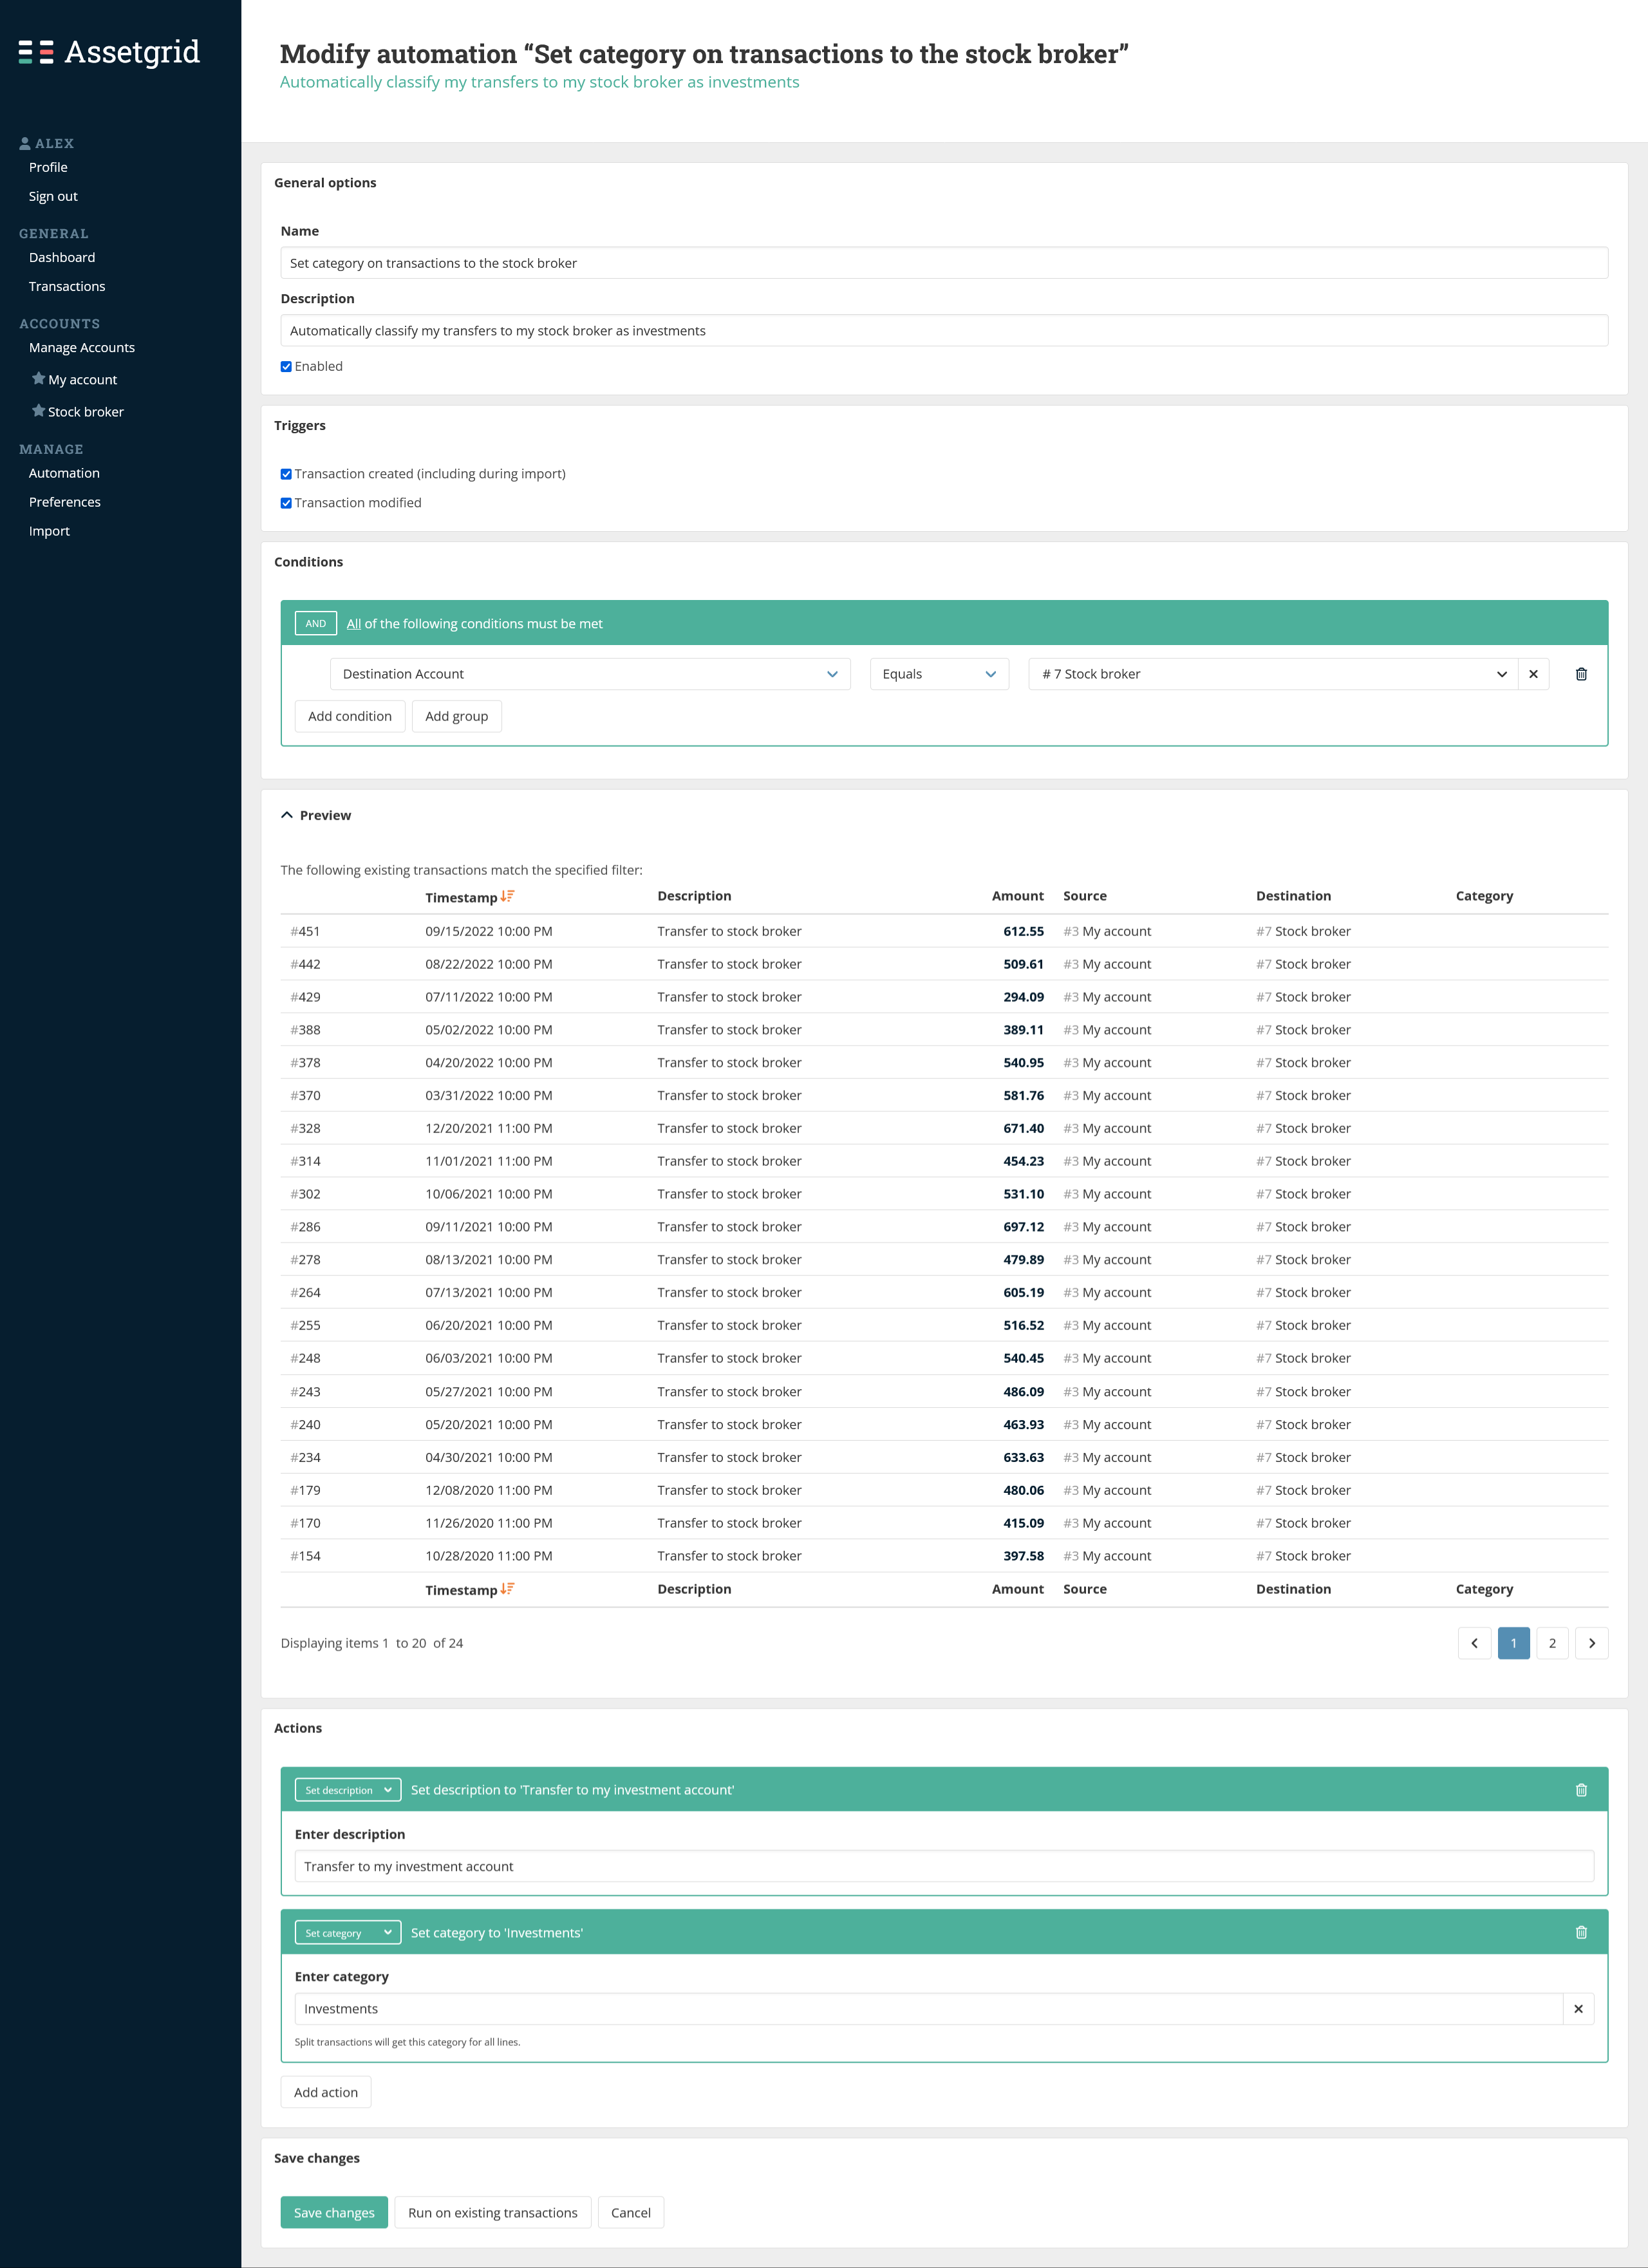 Assetgrid
ALEX
Profile
Sign out
GENERAL
Dashboard
Transactions
ACCOUNTS
Manage Accounts
My account
Stock broker
MANAGE
Automation
Preferences
Import
Modify automation “Set category on transactions to the stock broker”
Automatically classify my transfers to my stock broker as investments
General options
Name
Set category on transactions to the stock broker
Description
Automatically classify my transfers to my stock broker as investments
Enabled
Triggers
Transaction created (including during import)
Transaction modified
Conditions
AND All of the following conditions must be met
Destination Account Equals # 7 Stock broker
Add condition Add group
Preview
The following existing transactions match the specified filter:
Timestamp Description Amount Source Destination Category
#451 09/15/2022 10:00 PM Transfer to stock broker 612.55 #3 My account #7 Stock broker
#442 08/22/2022 10:00 PM Transfer to stock broker 509.61 #3 My account #7 Stock broker
#429 07/11/2022 10:00 PM Transfer to stock broker 294.09 #3 My account #7 Stock broker
#388 05/02/2022 10:00 PM Transfer to stock broker 389.11 #3 My account #7 Stock broker
#378 04/20/2022 10:00 PM Transfer to stock broker 540.95 #3 My account #7 Stock broker
#370 03/31/2022 10:00 PM Transfer to stock broker 581.76 #3 My account #7 Stock broker
#328 12/20/2021 11:00 PM Transfer to stock broker 671.40 #3 My account #7 Stock broker
#314 11/01/2021 11:00 PM Transfer to stock broker 454.23 #3 My account #7 Stock broker
#302 10/06/2021 10:00 PM Transfer to stock broker 531.10 #3 My account #7 Stock broker
#286 09/11/2021 10:00 PM Transfer to stock broker 697.12 #3 My account #7 Stock broker
#278 08/13/2021 10:00 PM Transfer to stock broker 479.89 #3 My account #7 Stock broker
#264 07/13/2021 10:00 PM Transfer to stock broker 605.19 #3 My account #7 Stock broker
#255 06/20/2021 10:00 PM Transfer to stock broker 516.52 #3 My account #7 Stock broker
#248 06/03/2021 10:00 PM Transfer to stock broker 540.45 #3 My account #7 Stock broker
#243 05/27/2021 10:00 PM Transfer to stock broker 486.09 #3 My account #7 Stock broker
#240 05/20/2021 10:00 PM Transfer to stock broker 463.93 #3 My account #7 Stock broker
#234 04/30/2021 10:00 PM Transfer to stock broker 633.63 #3 My account #7 Stock broker
#179 12/08/2020 11:00 PM Transfer to stock broker 480.06 #3 My account #7 Stock broker
#170 11/26/2020 11:00 PM Transfer to stock broker 415.09 #3 My account #7 Stock broker
#154 10/28/2020 11:00 PM Transfer to stock broker 397.58 #3 My account #7 Stock broker
Timestamp Description Amount Source Destination Category
Displaying items 1 to 20 of 24 1 2
Actions
Set description Set description to 'Transfer to my investment account'
Enter description
Transfer to my investment account
Set category Set category to 'Investments'
Enter category
Investments
Split transactions will get this category for all lines.
Add action
Save changes
Save changes Run on existing transactions Cancel